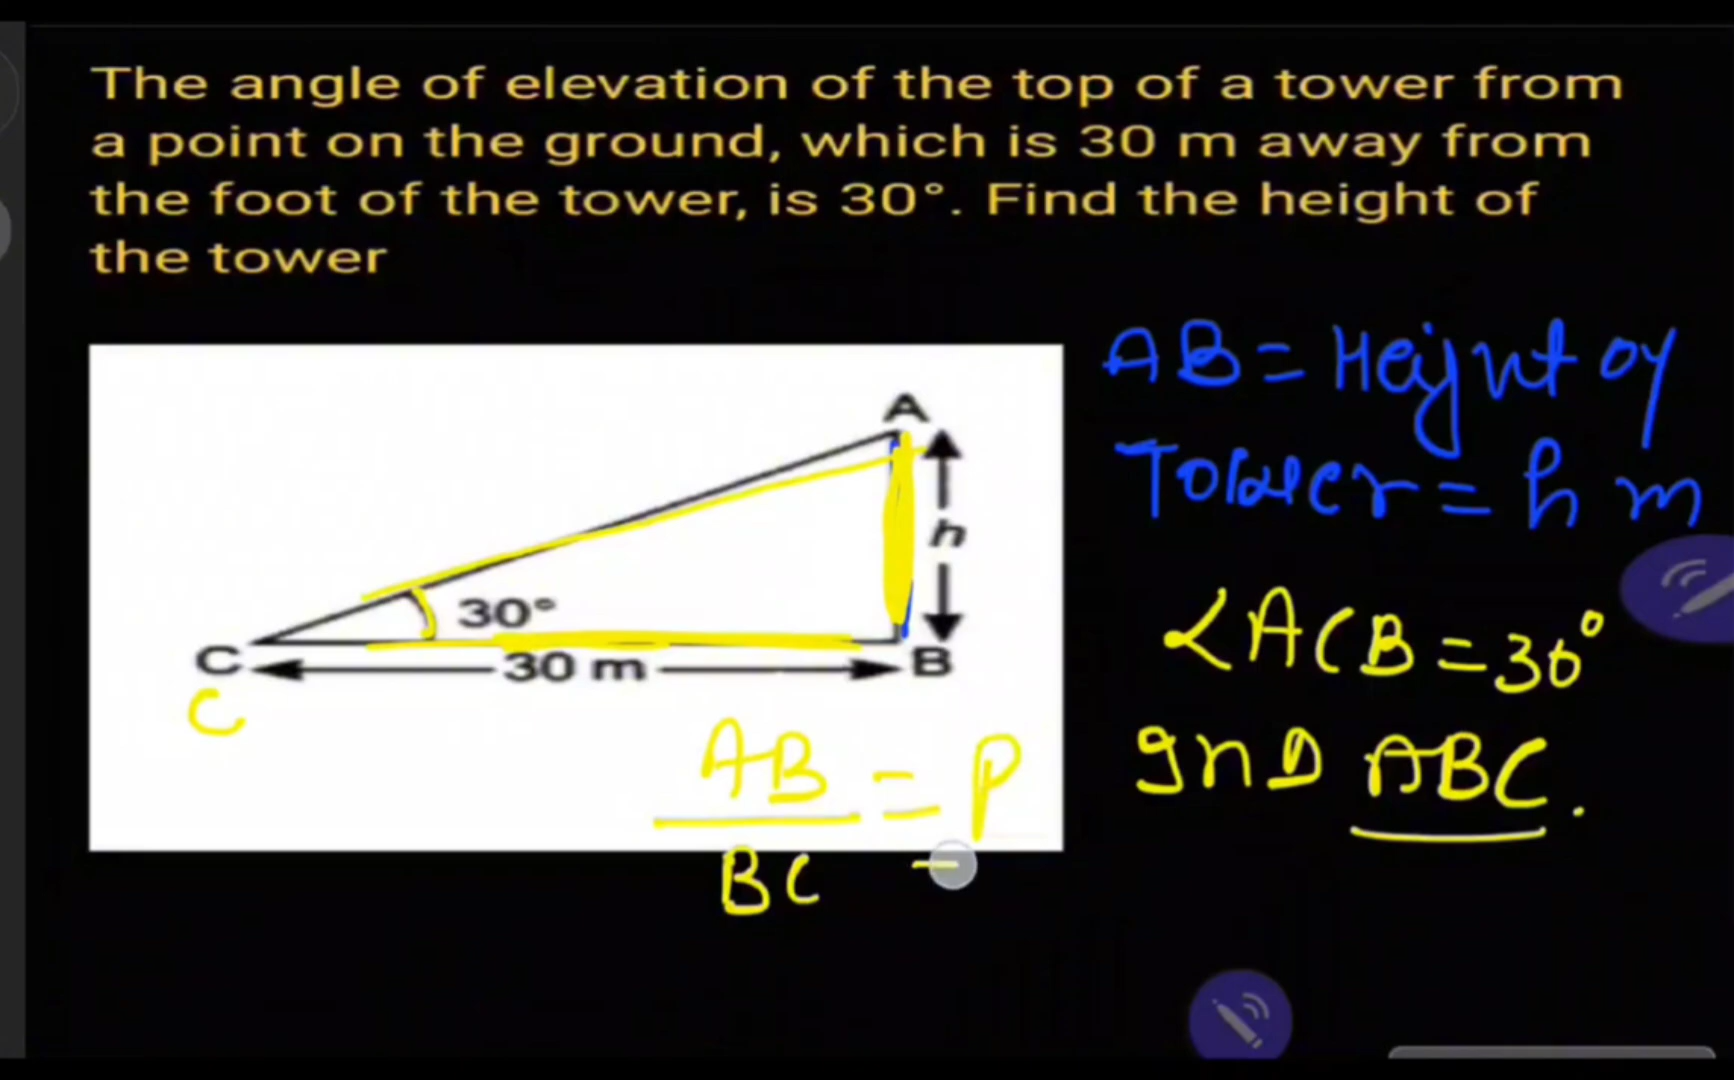 The angle of elevation of the top of a tower from
a point on the ground, which is 30 m away from
the foot of the tower, is 30°. Find the height of
the tower
A
h
30°
C
30 m
B
C
AB = P
BC
AB = Height of
Tower = h m
∠ACB = 30°
In Δ ABC.